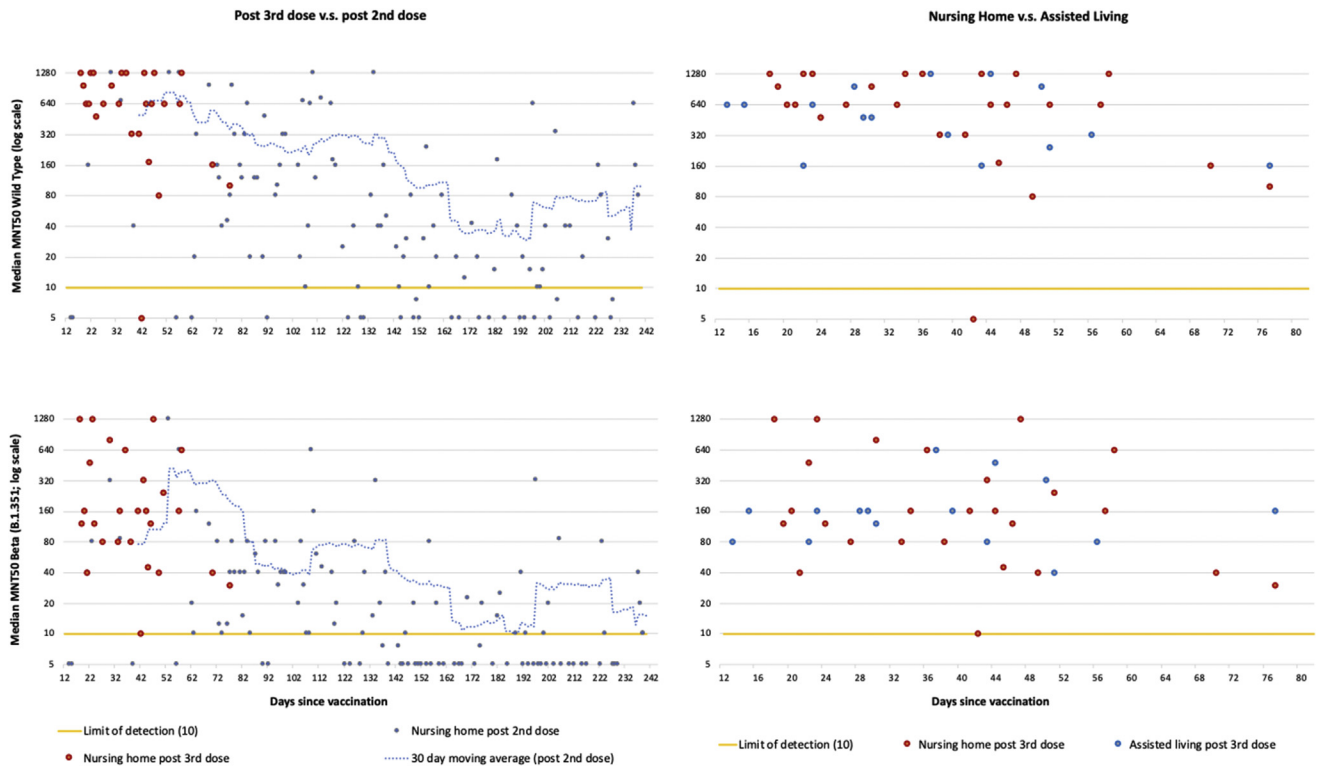 Post 3rd dose v.s. post 2nd dose
Nursing Home v.s. Assisted Living
Median MNT50 Wild Type (log scale)
1280
640
320
160
80
40
20
10
5
12 22 32 42 52 62 72 82 92 102 112 122 132 142 152 162 172 182 192 202 212 222 232 242
1280
640
320
160
80
40
20
10
5
12 16 20 24 28 32 36 40 44 48 52 56 60 64 68 72 76 80
Median MNT50 Beta (B.1.351; log scale)
1280
640
320
160
80
40
20
10
5
12 22 32 42 52 62 72 82 92 102 112 122 132 142 152 162 172 182 192 202 212 222 232 242
Days since vaccination
1280
640
320
160
80
40
20
10
5
12 16 20 24 28 32 36 40 44 48 52 56 60 64 68 72 76 80
Days since vaccination
Limit of detection (10)
Nursing home post 2nd dose
Nursing home post 3rd dose
30 day moving average (post 2nd dose)
Limit of detection (10)
Nursing home post 3rd dose
Assisted living post 3rd dose